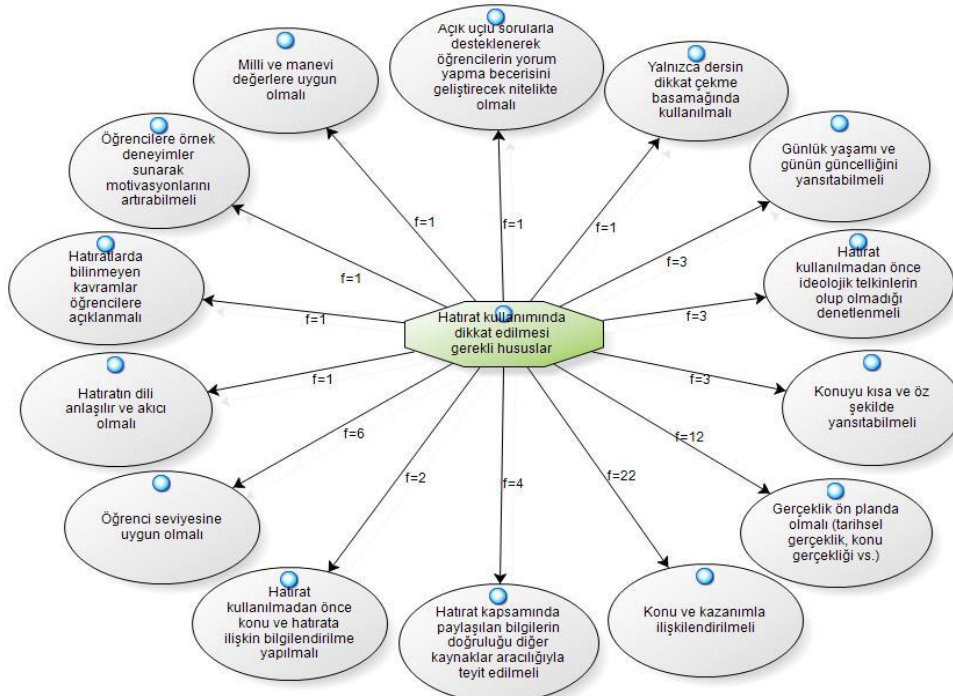 Açık uçlu sorularla
desteklenerek
öğrencilerin yorum
yapma becerisini
geliştirecek nitelikte
olmalı
Milli ve manevi
değerlere uygun
olmalı
Yalnızca dersin
dikkat çekme
basamağında
kullanılmalı
Öğrencilere örnek
deneyimler
sunarak
motivasyonlarını
artırabilmeli
Günlük yaşamı ve
günün güncelliğini
yansıtabilmeli
Hatıratlarda
bilinmeyen
kavramlar
öğrencilere
açıklanmalı
Hatırat
kullanılmadan önce
ideolojik telkinlerin
olup olmadığı
denetlenmeli
f=1
f=1
f=1
f=1
f=3
f=1
f=3
Hatırat kullanımında
dikkat edilmesi
gerekli hususlar
f=1
f=3
Hatıratın dili
anlaşılır ve akıcı
olmalı
Konuyu kısa ve öz
şekilde
yansıtabilmeli
f=6
f=2
f=4
f=22
f=12
Öğrenci seviyesine
uygun olmalı
Gerçeklik ön planda
olmalı (tarihsel
gerçeklik, konu
gerçekliği vs.)
Hatırat
kullanılmadan önce
konu ve hatırata
ilişkin bilgilendirilme
yapılmalı
Hatırat kapsamında
paylaşılan bilgilerin
doğruluğu diğer
kaynaklar aracılığıyla
teyit edilmeli
Konu ve kazanımla
ilişkilendirilmeli